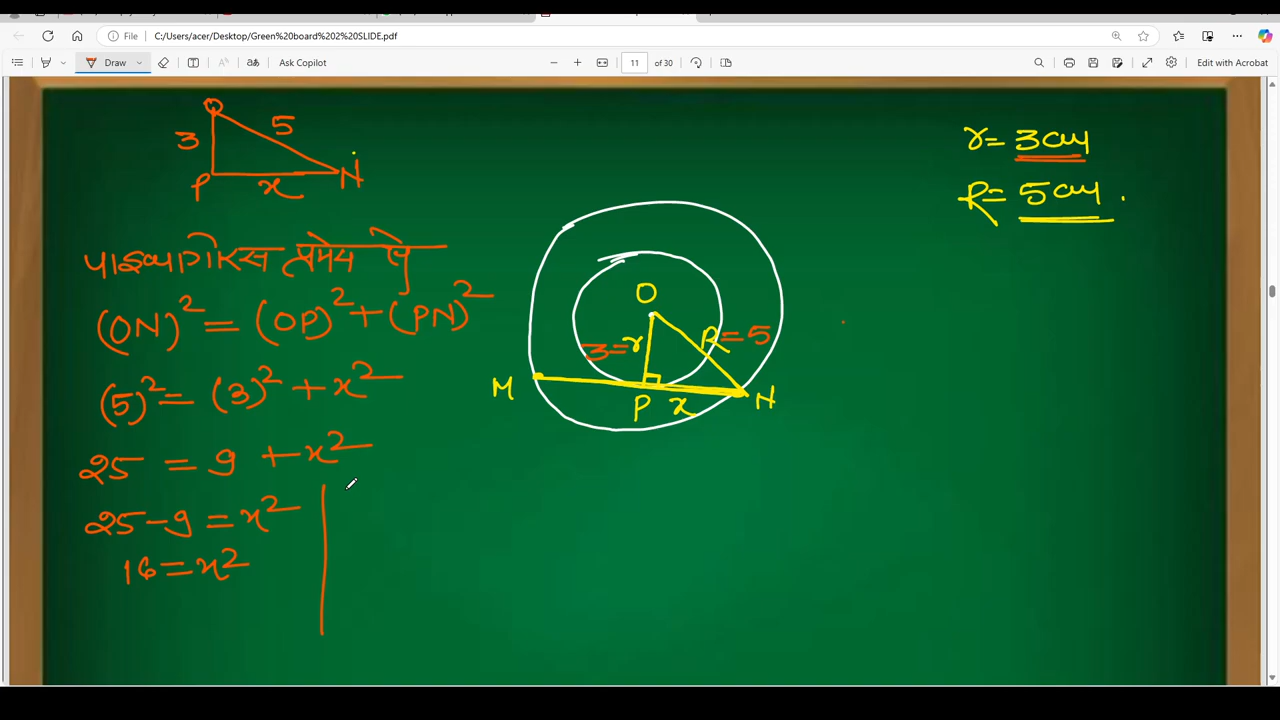 File
C:/Users/acer/Desktop/Green%20board%202%20SLIDE.pdf
Draw
Ask Copilot
11 of 30
Edit with Acrobat
O
3
5
P
x
N
r = 3cm
R = 5cm.
पाइथागोरस प्रमेय से
(ON)² = (OP)² + (PN)²
(5)² = (3)² + x²
25 = 9 + x²
25 - 9 = x²
16 = x²
O
3 = r
R = 5
M
P
x
N